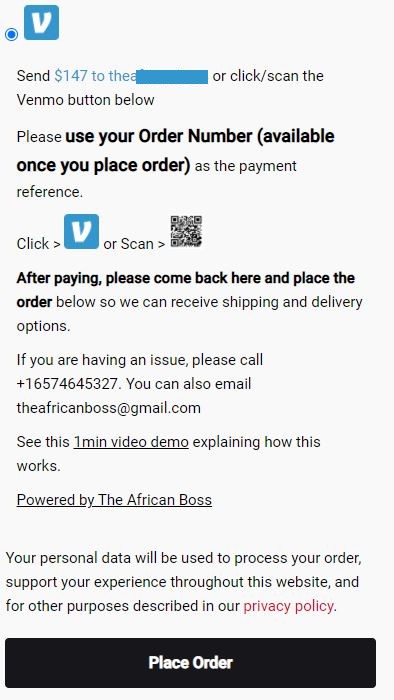 V
Send $147 to thea or click/scan the
Venmo button below
Please use your Order Number (available
once you place order) as the payment
reference.
Click > V or Scan >
After paying, please come back here and place the
order below so we can receive shipping and delivery
options.
If you are having an issue, please call
+16574645327. You can also email
theafricanboss@gmail.com
See this 1min video demo explaining how this
works.
Powered by The African Boss
Your personal data will be used to process your order,
support your experience throughout this website, and
for other purposes described in our privacy policy.
Place Order